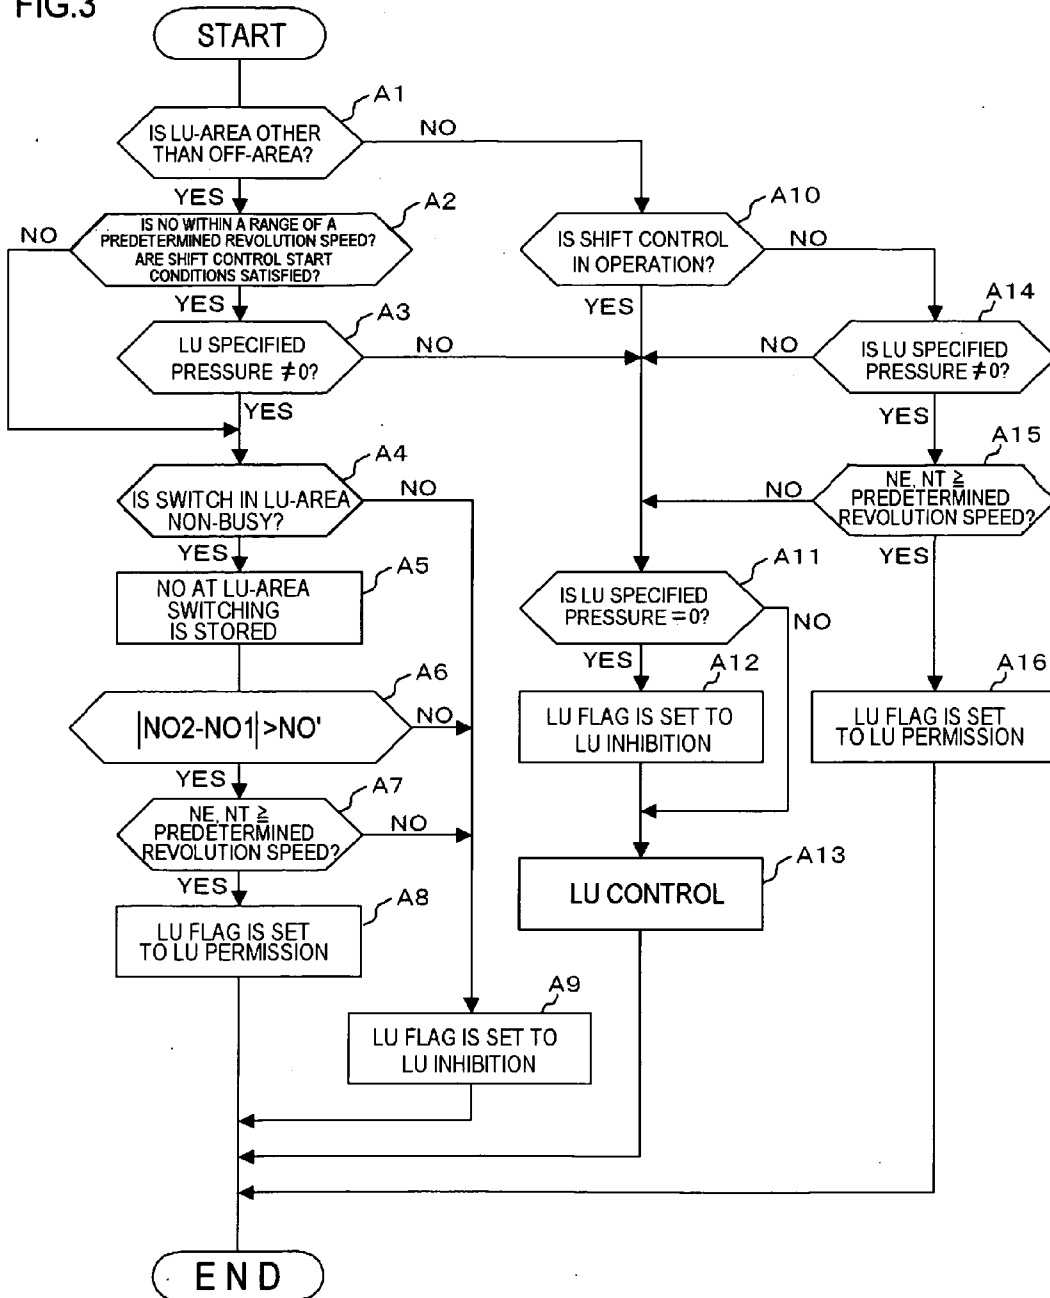 FIG.3
START
A1
IS LU-AREA OTHER
THAN OFF-AREA?
NO
YES
A2
IS NO WITHIN A RANGE OF A
PREDETERMINED REVOLUTION SPEED?
ARE SHIFT CONTROL START
CONDITIONS SATISFIED?
NO
YES
A3
LU SPECIFIED
PRESSURE ≠0?
NO
YES
A4
IS SWITCH IN LU-AREA
NON-BUSY?
NO
YES
A5
NO AT LU-AREA
SWITCHING
IS STORED
A6
|NO2-NO1|>NO'
NO
YES
A7
NE, NT ≧
PREDETERMINED
REVOLUTION SPEED?
NO
YES
A8
LU FLAG IS SET
TO LU PERMISSION
A9
LU FLAG IS SET TO
LU INHIBITION
A10
IS SHIFT CONTROL
IN OPERATION?
NO
YES
A14
IS LU SPECIFIED
PRESSURE ≠0?
NO
YES
A15
NE, NT ≧
PREDETERMINED
REVOLUTION SPEED?
NO
YES
A11
IS LU SPECIFIED
PRESSURE =0?
NO
YES
A12
LU FLAG IS SET TO
LU INHIBITION
A16
LU FLAG IS SET
TO LU PERMISSION
A13
LU CONTROL
END